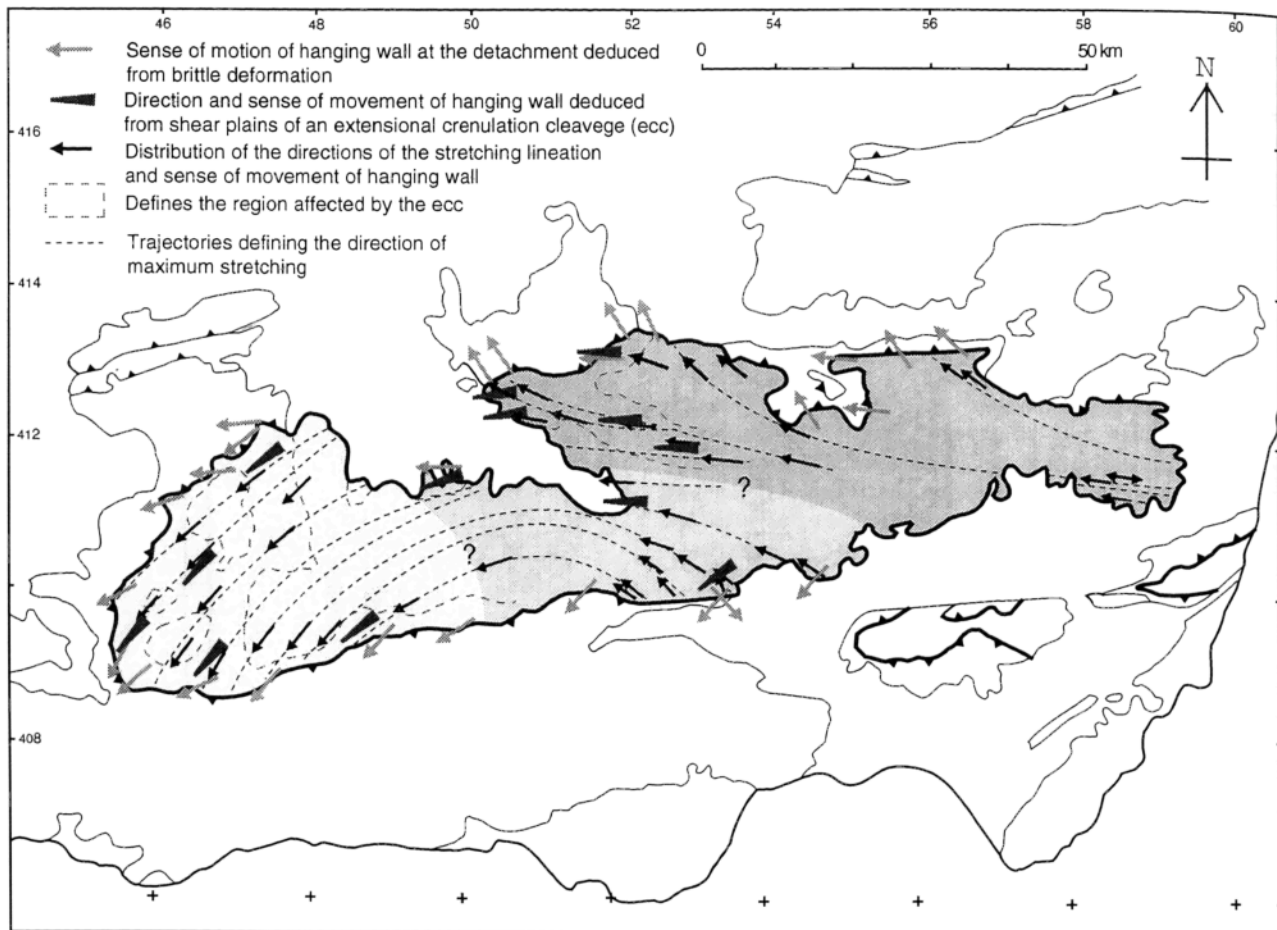 46 48 50 52 54 56 58 60
Sense of motion of hanging wall at the detachment deduced
from brittle deformation
0 50 km
N
Direction and sense of movement of hanging wall deduced
from shear plains of an extensional crenulation cleavege (ecc)
416
Distribution of the directions of the stretching lineation
and sense of movement of hanging wall
Defines the region affected by the ecc
Trajectories defining the direction of
maximum stretching
414
412
?
?
408